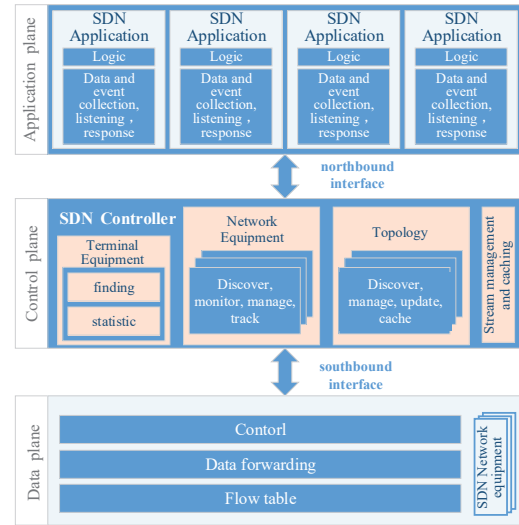 Application plane
SDN
Application
Logic
Data and
event
collection,
listening ，
response
SDN
Application
Logic
Data and
event
collection,
listening ，
response
SDN
Application
Logic
Data and
event
collection,
listening ，
response
SDN
Application
Logic
Data and
event
collection,
listening ，
response
northbound
interface
Control plane
SDN Controller
Terminal
Equipment
finding
statistic
Network
Equipment
Discover,
monitor, manage,
track
Topology
Discover,
manage, update,
cache
Stream management
and caching
southbound
interface
Data plane
Contorl
Data forwarding
Flow table
SDN Network
equipment